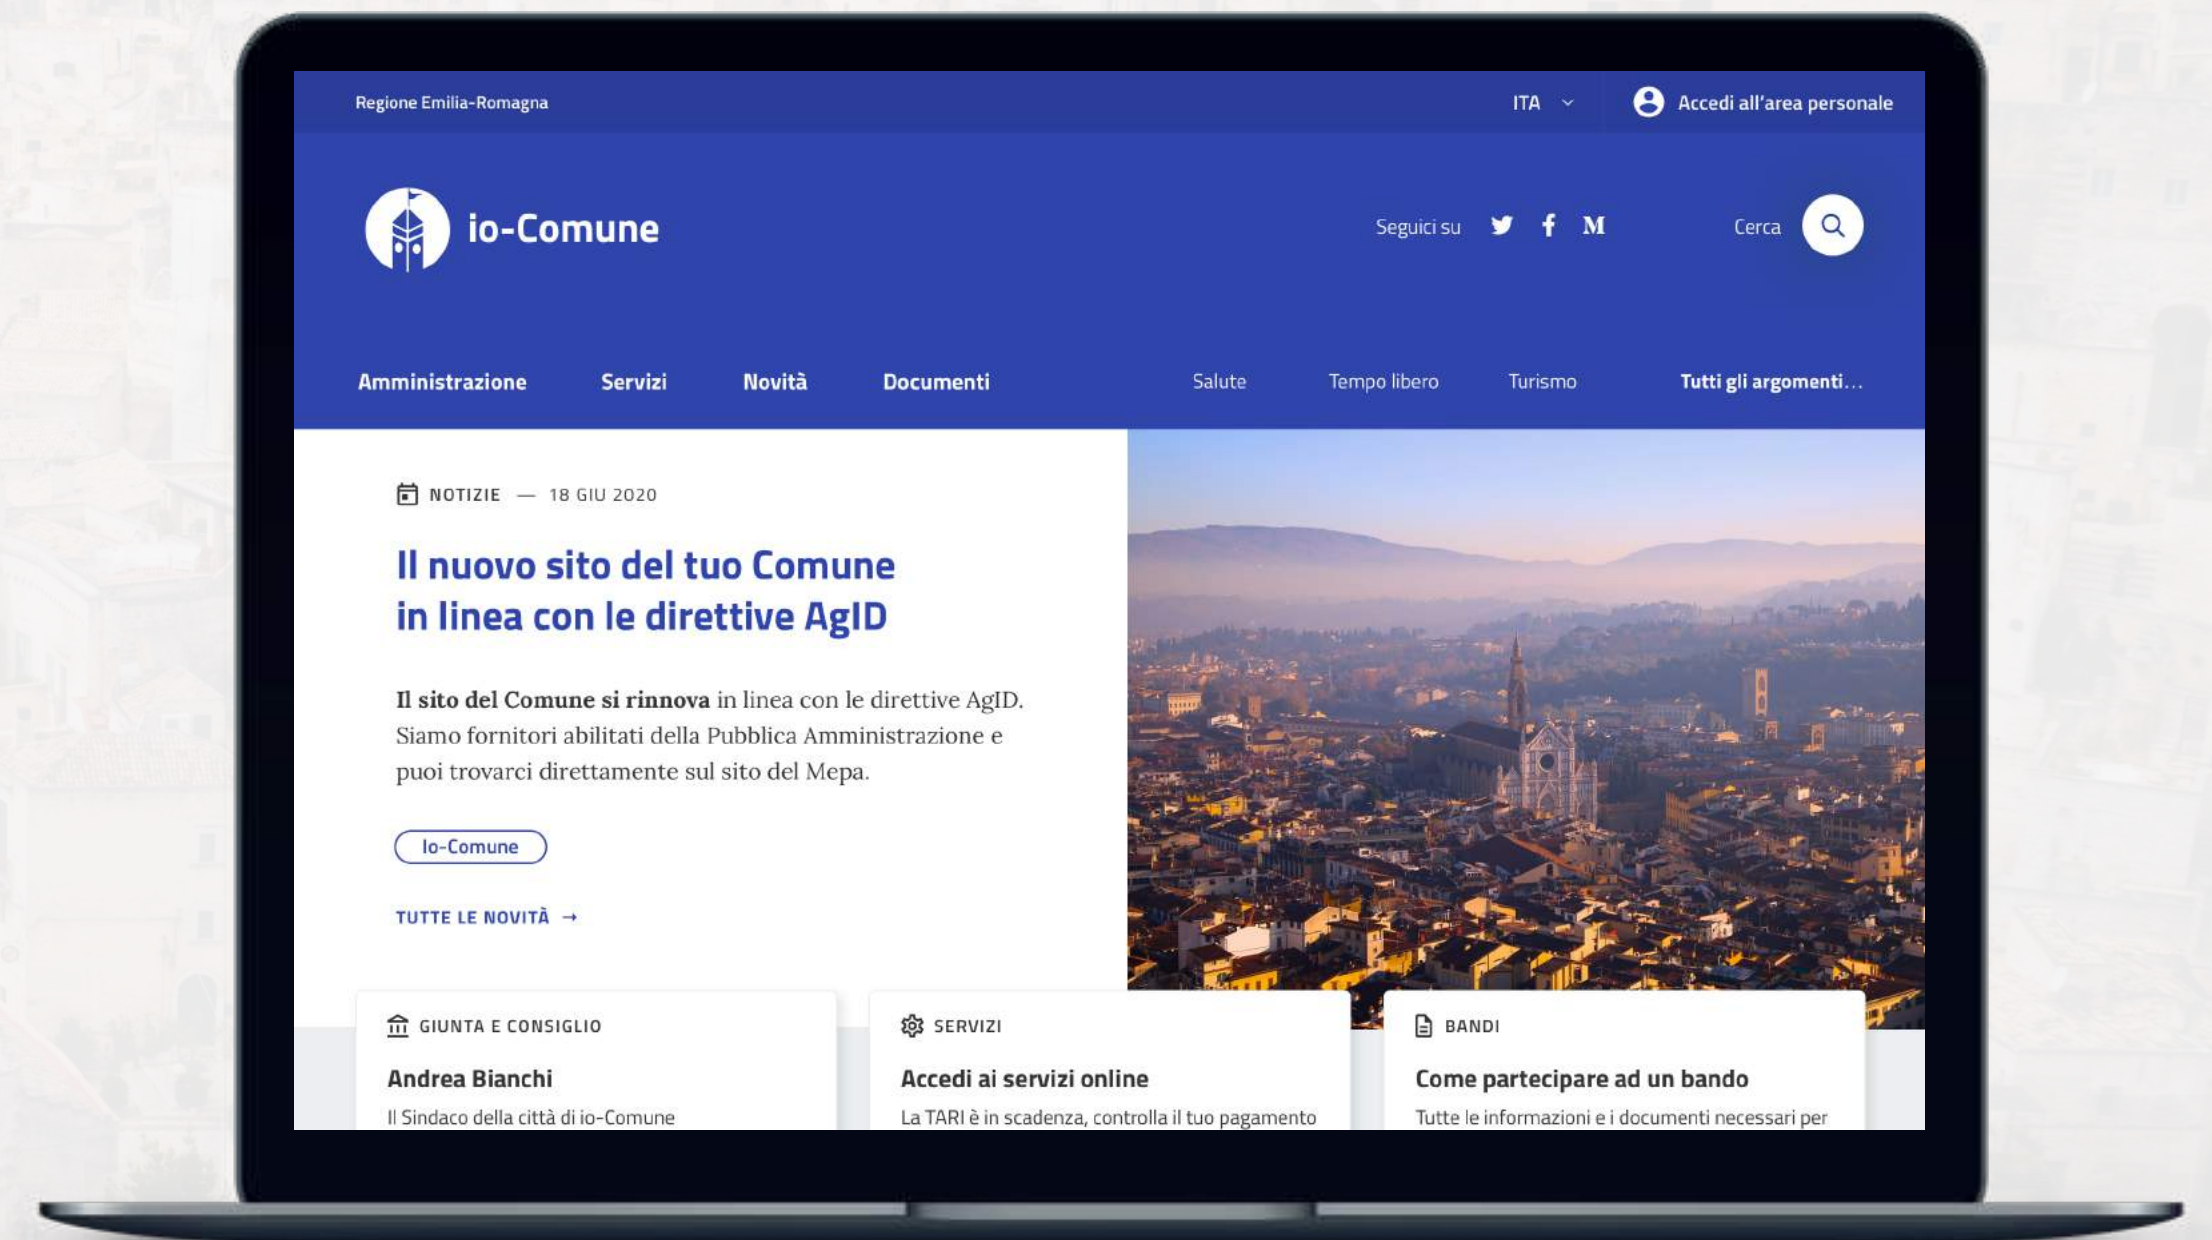 Regione Emilia-Romagna
ITA
Accedi all'area personale
io-Comune
Seguici su
Cerca
Amministrazione
Servizi
Novità
Documenti
Salute
Tempo libero
Turismo
Tutti gli argomenti...
NOTIZIE — 18 GIU 2020
Il nuovo sito del tuo Comune
in linea con le direttive AgID
Il sito del Comune si rinnova in linea con le direttive AgID.
Siamo fornitori abilitati della Pubblica Amministrazione e
puoi trovarci direttamente sul sito del Mepa.
Io-Comune
TUTTE LE NOVITÀ →
GIUNTA E CONSIGLIO
Andrea Bianchi
Il Sindaco della città di io-Comune
SERVIZI
Accedi ai servizi online
La TARI è in scadenza, controlla il tuo pagamento
BANDI
Come partecipare ad un bando
Tutte le informazioni e i documenti necessari per